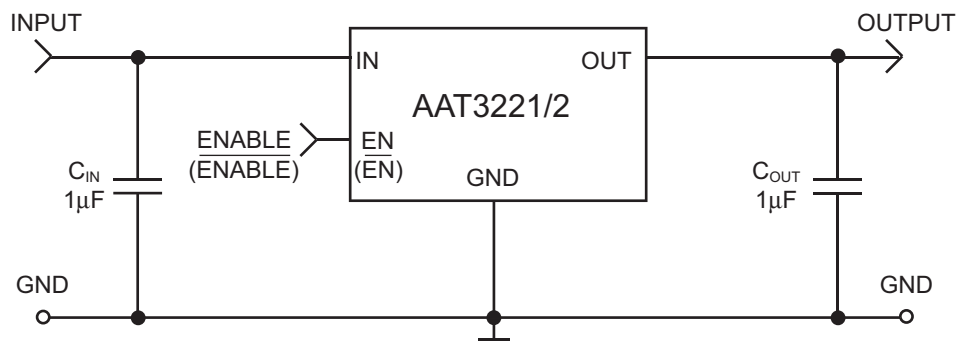 INPUT
OUTPUT
IN
OUT
AAT3221/2
ENABLE
(ENABLE)
EN
(EN)
GND
CIN
1μF
COUT
1μF
GND
GND